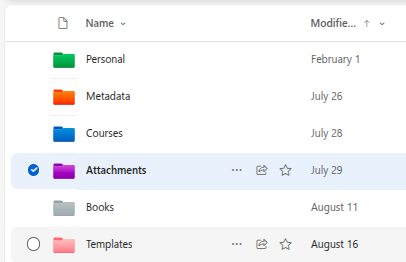 Name Modifie...
Personal February 1
Metadata July 26
Courses July 28
Attachments July 29
Books August 11
Templates August 16